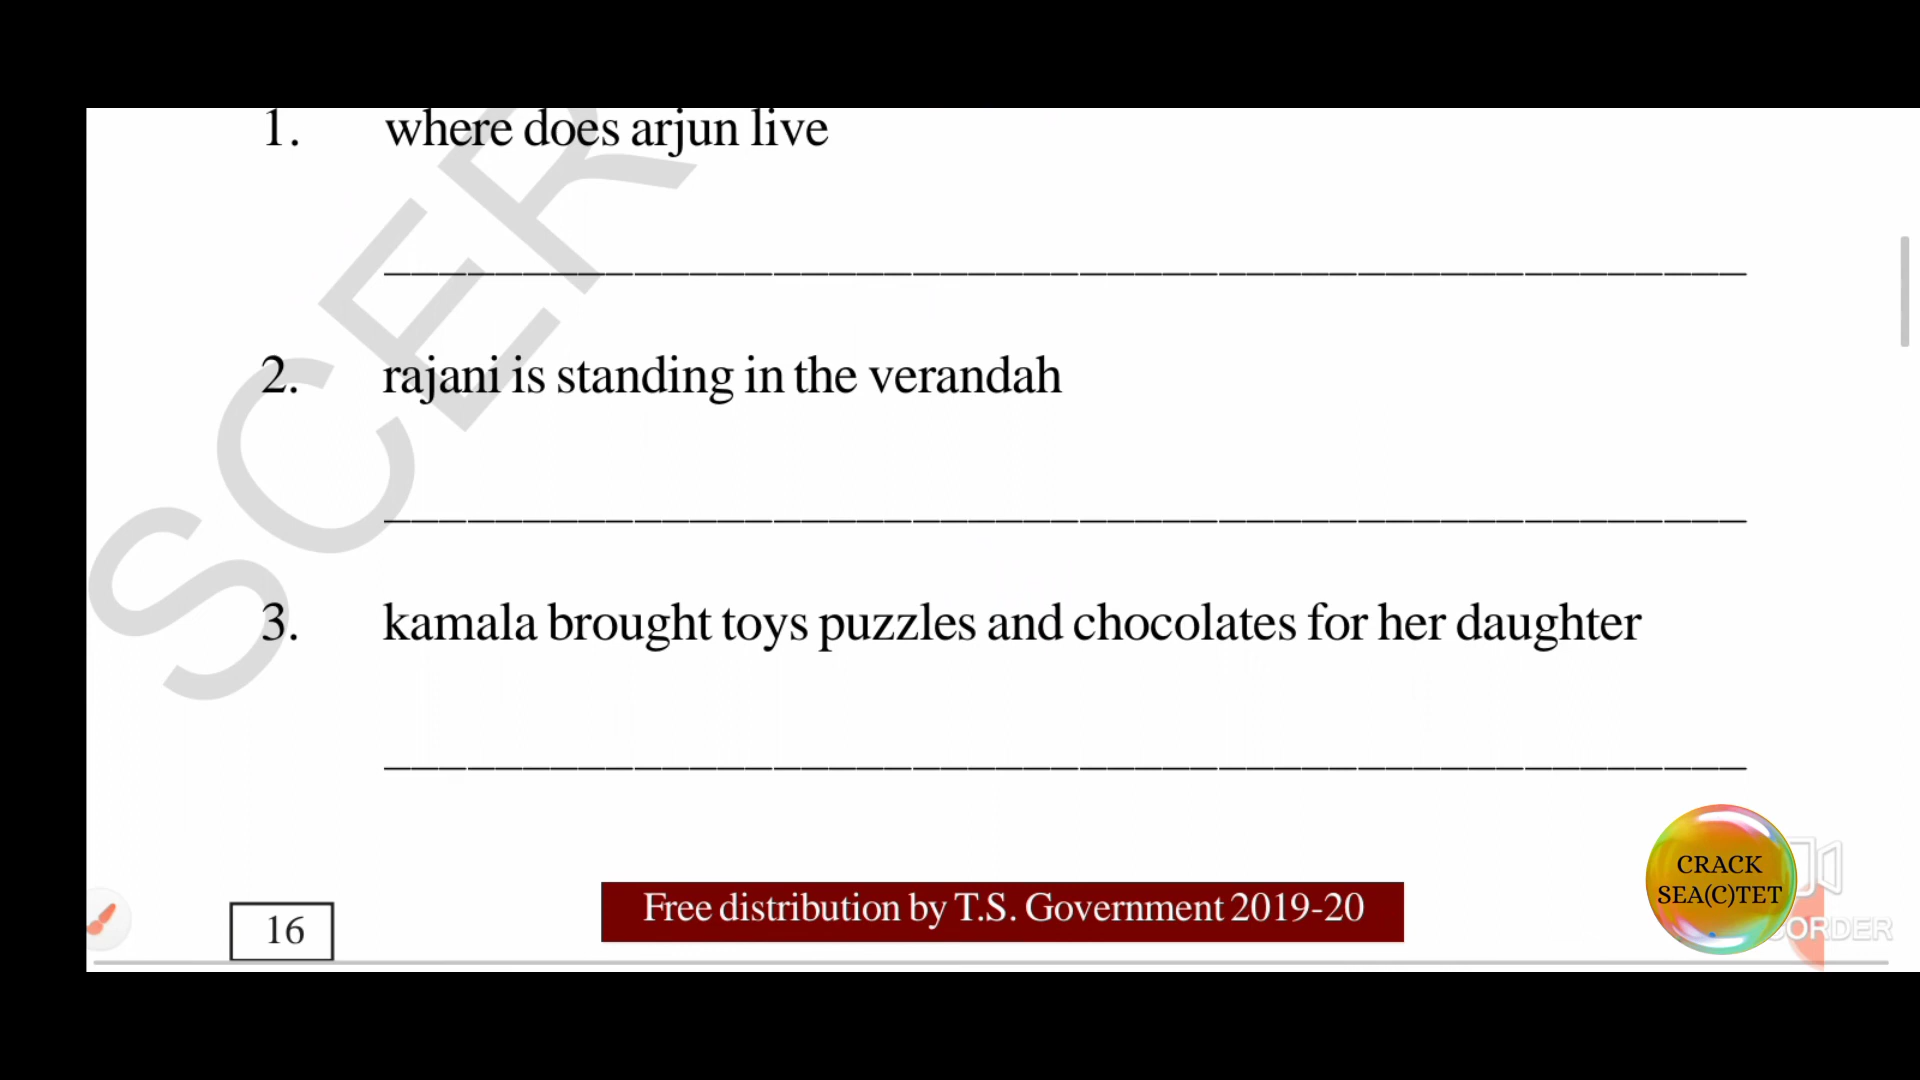 1. where does arjun live
2. rajani is standing in the verandah
3. kamala brought toys puzzles and chocolates for her daughter
SCER
CRACK
SEA(C)TET
ORDER
16
Free distribution by T.S. Government 2019-20